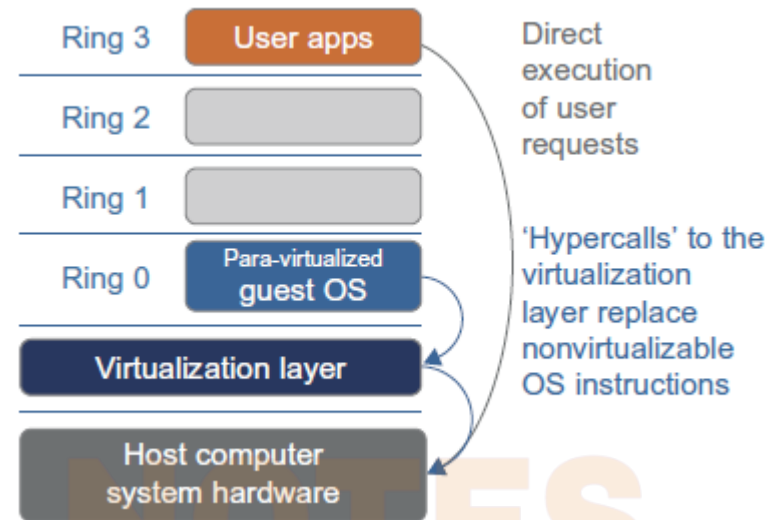 Ring 3
User apps
Direct
execution
of user
requests
Ring 2
Ring 1
Ring 0
Para-virtualized
guest OS
'Hypercalls' to the
virtualization
layer replace
nonvirtualizable
OS instructions
Virtualization layer
Host computer
system hardware
NOTES